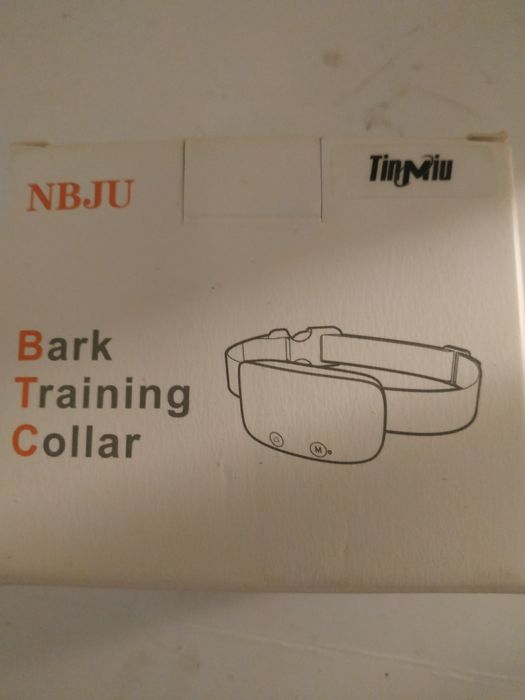 NBJU
TinMiu
Bark
Training
Collar
M